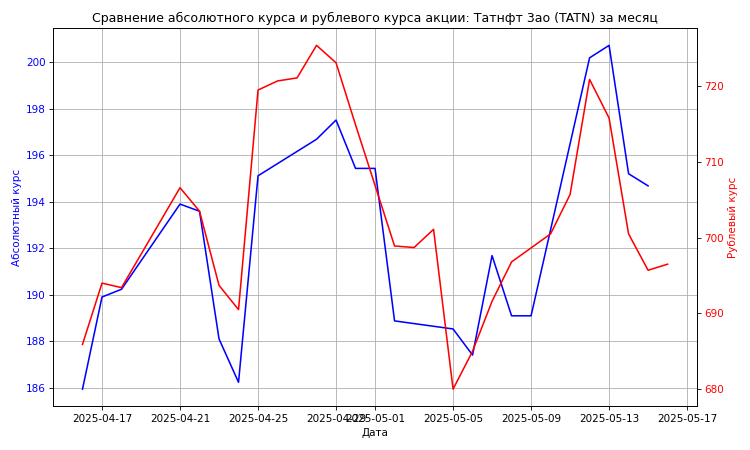 Сравнение абсолютного курса и рублевого курса акции: Татнфт 3ао (TATN) за месяц
200
198
196
194
192
190
188
186
Абсолютный курс
720
710
700
690
680
Рублевый курс
2025-04-17 2025-04-21 2025-04-25 2025-04-29 2025-05-01 2025-05-05 2025-05-09 2025-05-13 2025-05-17
Дата